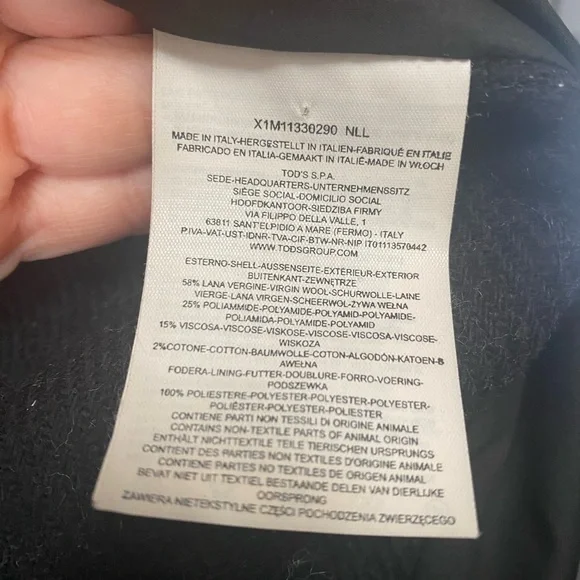 X1M11330290 NLL
MADE IN ITALY-HERGESTELLT IN ITALIEN-FABRIQUÉ EN ITALIE
FABRICADO EN ITALIA-GEMAAKT IN ITALIË-MADE IN WŁOCH
TOD'S S.P.A.
SEDE-HEADQUARTERS-UNTERNEHMENSSITZ
SIÈGE SOCIAL-DOMICILIO SOCIAL
HOOFDKANTOOR-SIEDZIBA FIRMY
VIA FILIPPO DELLA VALLE, 1
63811 SANT'ELPIDIO A MARE (FERMO) - ITALY
P.IVA-VAT-UST-IDNR-TVA-CIF-BTW-NR-NIP IT01113570442
WWW.TODSGROUP.COM
ESTERNO-SHELL-AUSSENSEITE-EXTERIEUR-EXTERIOR
BUITENKANT-ZEWNĘTRZE
58% LANA VERGINE-VIRGIN WOOL-SCHURWOLLE-LAINE
VIERGE-LANA VIRGEN-SCHEERWOL-ŻYWA WEŁNA
25% POLIAMMIDE-POLYAMIDE-POLYAMID-POLYAMIDE-
POLIAMIDA-POLYAMIDE-POLYAMID
15% VISCOSA-VISCOSE-VISKOSE-VISCOSE-VISCOSA-VISCOSE-
WISKOZA
2%COTONE-COTTON-BAUMWOLLE-COTON-ALGODÓN-KATOEN-B
AWEŁNA
FODERA-LINING-FUTTER-DOUBLURE-FORRO-VOERING-
PODSZEWKA
100% POLIESTERE-POLYESTER-POLYESTER-POLYESTER-
POLIÉSTER-POLYESTER-POLIESTER
CONTIENE PARTI NON TESSILI DI ORIGINE ANIMALE
CONTAINS NON-TEXTILE PARTS OF ANIMAL ORIGIN
ENTHÄLT NICHTTEXTILE TEILE TIERISCHEN URSPRUNGS
CONTIENT DES PARTIES NON TEXTILES D'ORIGINE ANIMALE
CONTIENE PARTES NO TEXTILES DE ORIGEN ANIMAL
BEVAT NIET UIT TEXTIEL BESTAANDE DELEN VAN DIERLIJKE
OORSPRONG
ZAWIERA NIETEKSTYLNE CZĘŚCI POCHODZENIA ZWIERZĘCEGO